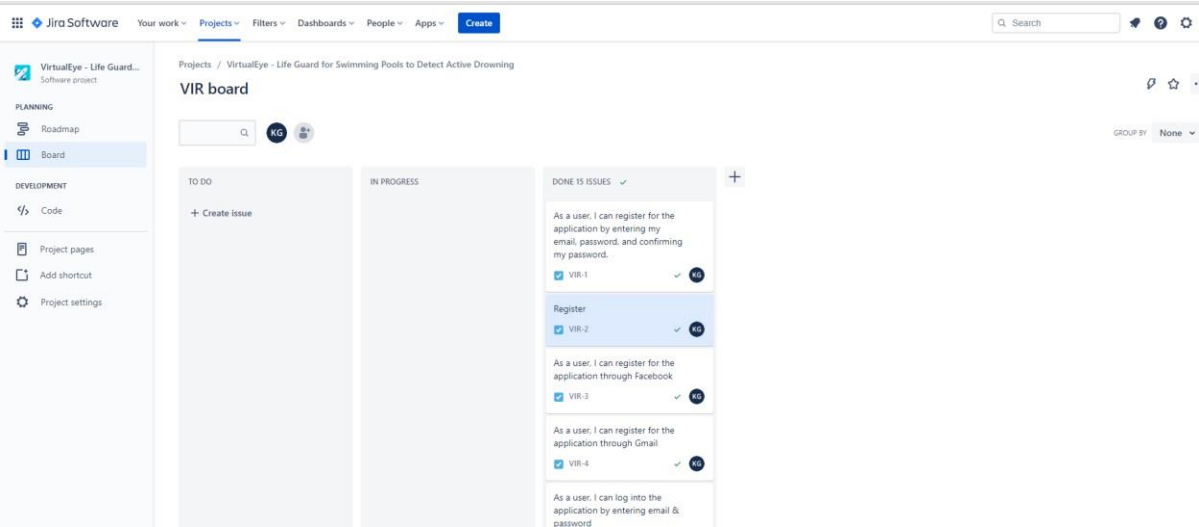 Jira Software Your work Projects Filters Dashboards People Apps Create Search
VirtualEye - Life Guard...
Software project
PLANNING
Roadmap
Board
DEVELOPMENT
Code
Project pages
Add shortcut
Project settings
Projects / VirtualEye - Life Guard for Swimming Pools to Detect Active Drowning
VIR board
KG
GROUP BY None
TO DO
+ Create issue
IN PROGRESS
DONE 15 ISSUES
As a user, I can register for the
application by entering my
email, password, and confirming
my password.
VIR-1 KG
Register
VIR-2 KG
As a user, I can register for the
application through Facebook
VIR-3 KG
As a user, I can register for the
application through Gmail
VIR-4 KG
As a user, I can log into the
application by entering email &
password